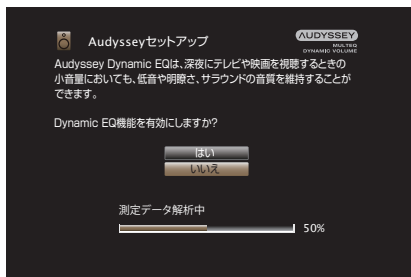 Audysseyセットアップ
AUDYSSEY
MULTEQ
DYNAMIC VOLUME
Audyssey Dynamic EQは、深夜にテレビや映画を視聴するときの
小音量においても、低音や明瞭さ、サラウンドの音質を維持することが
できます。
Dynamic EQ機能を有効にしますか?
はい
いいえ
測定データ解析中
50%